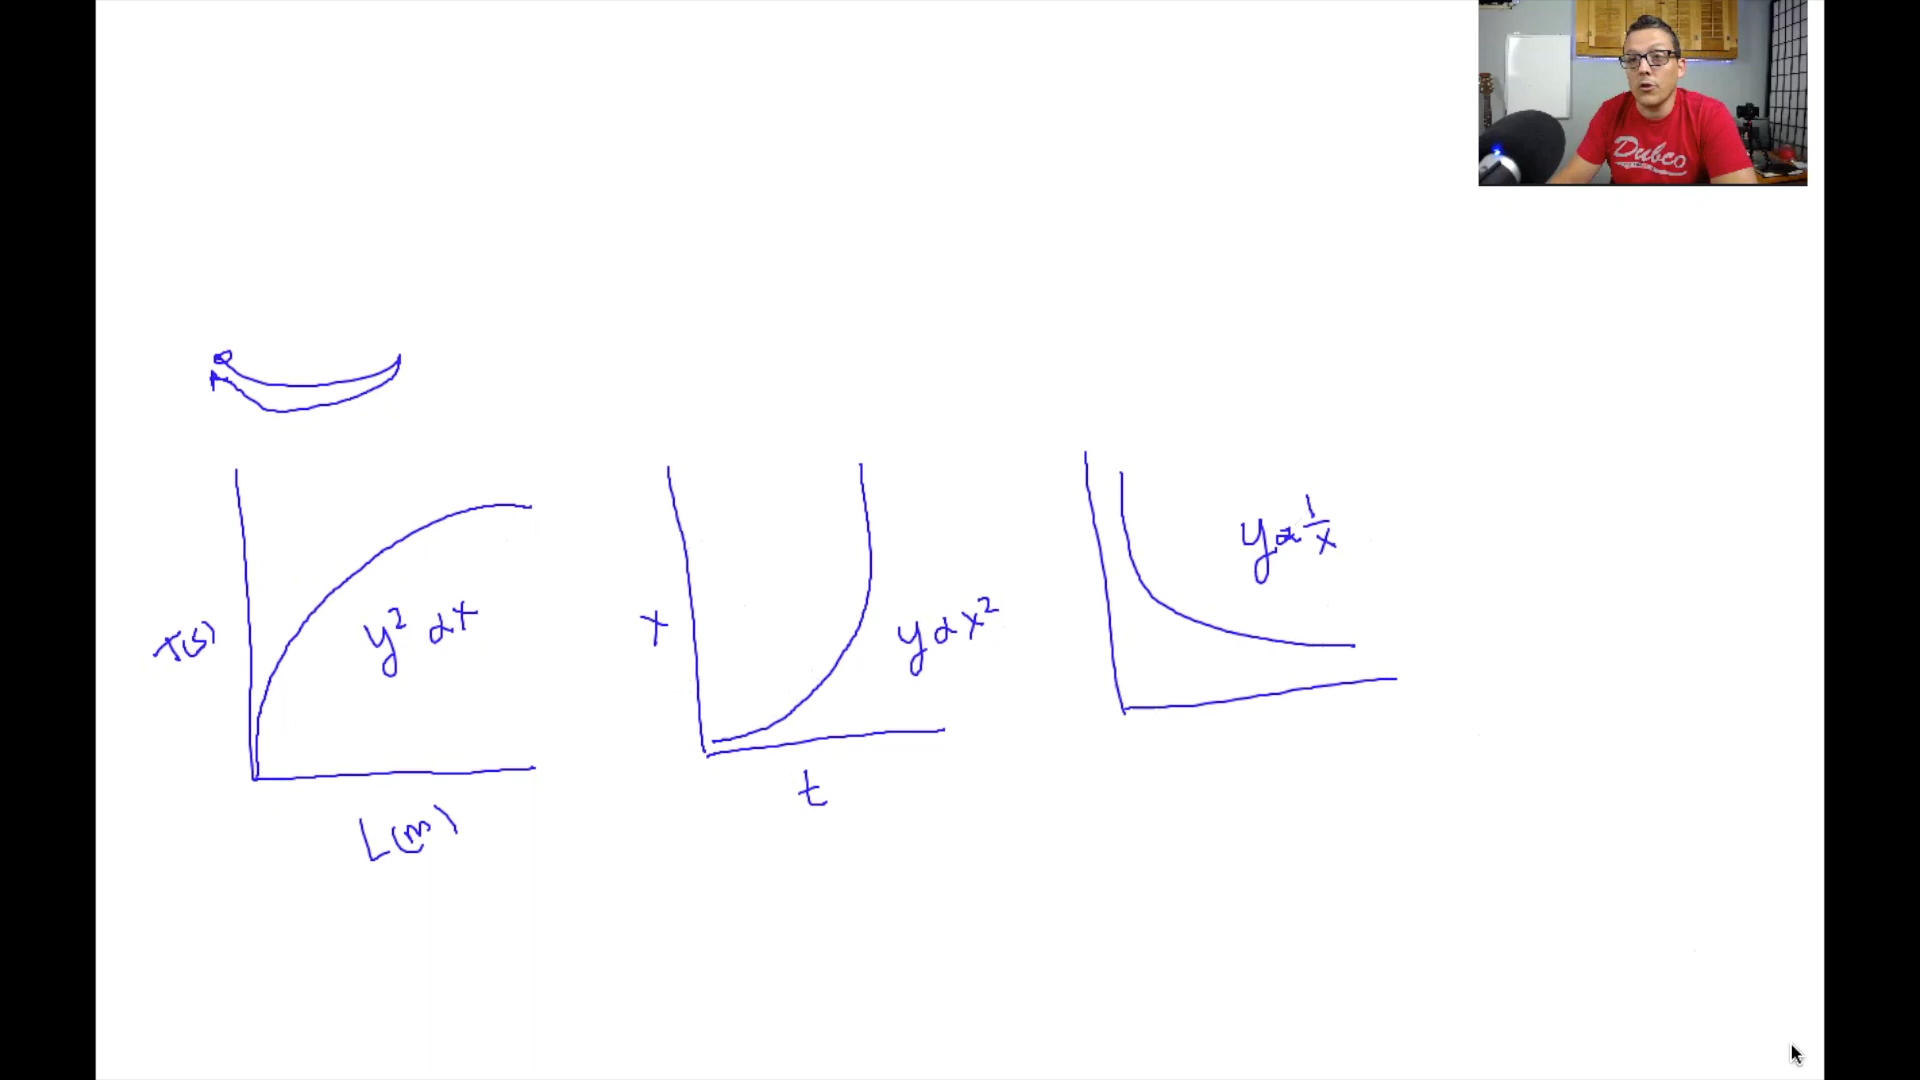 Dubco
y ∝ 1/x
T(s)
y² ∝ x
x
y ∝ x²
t
L(m)